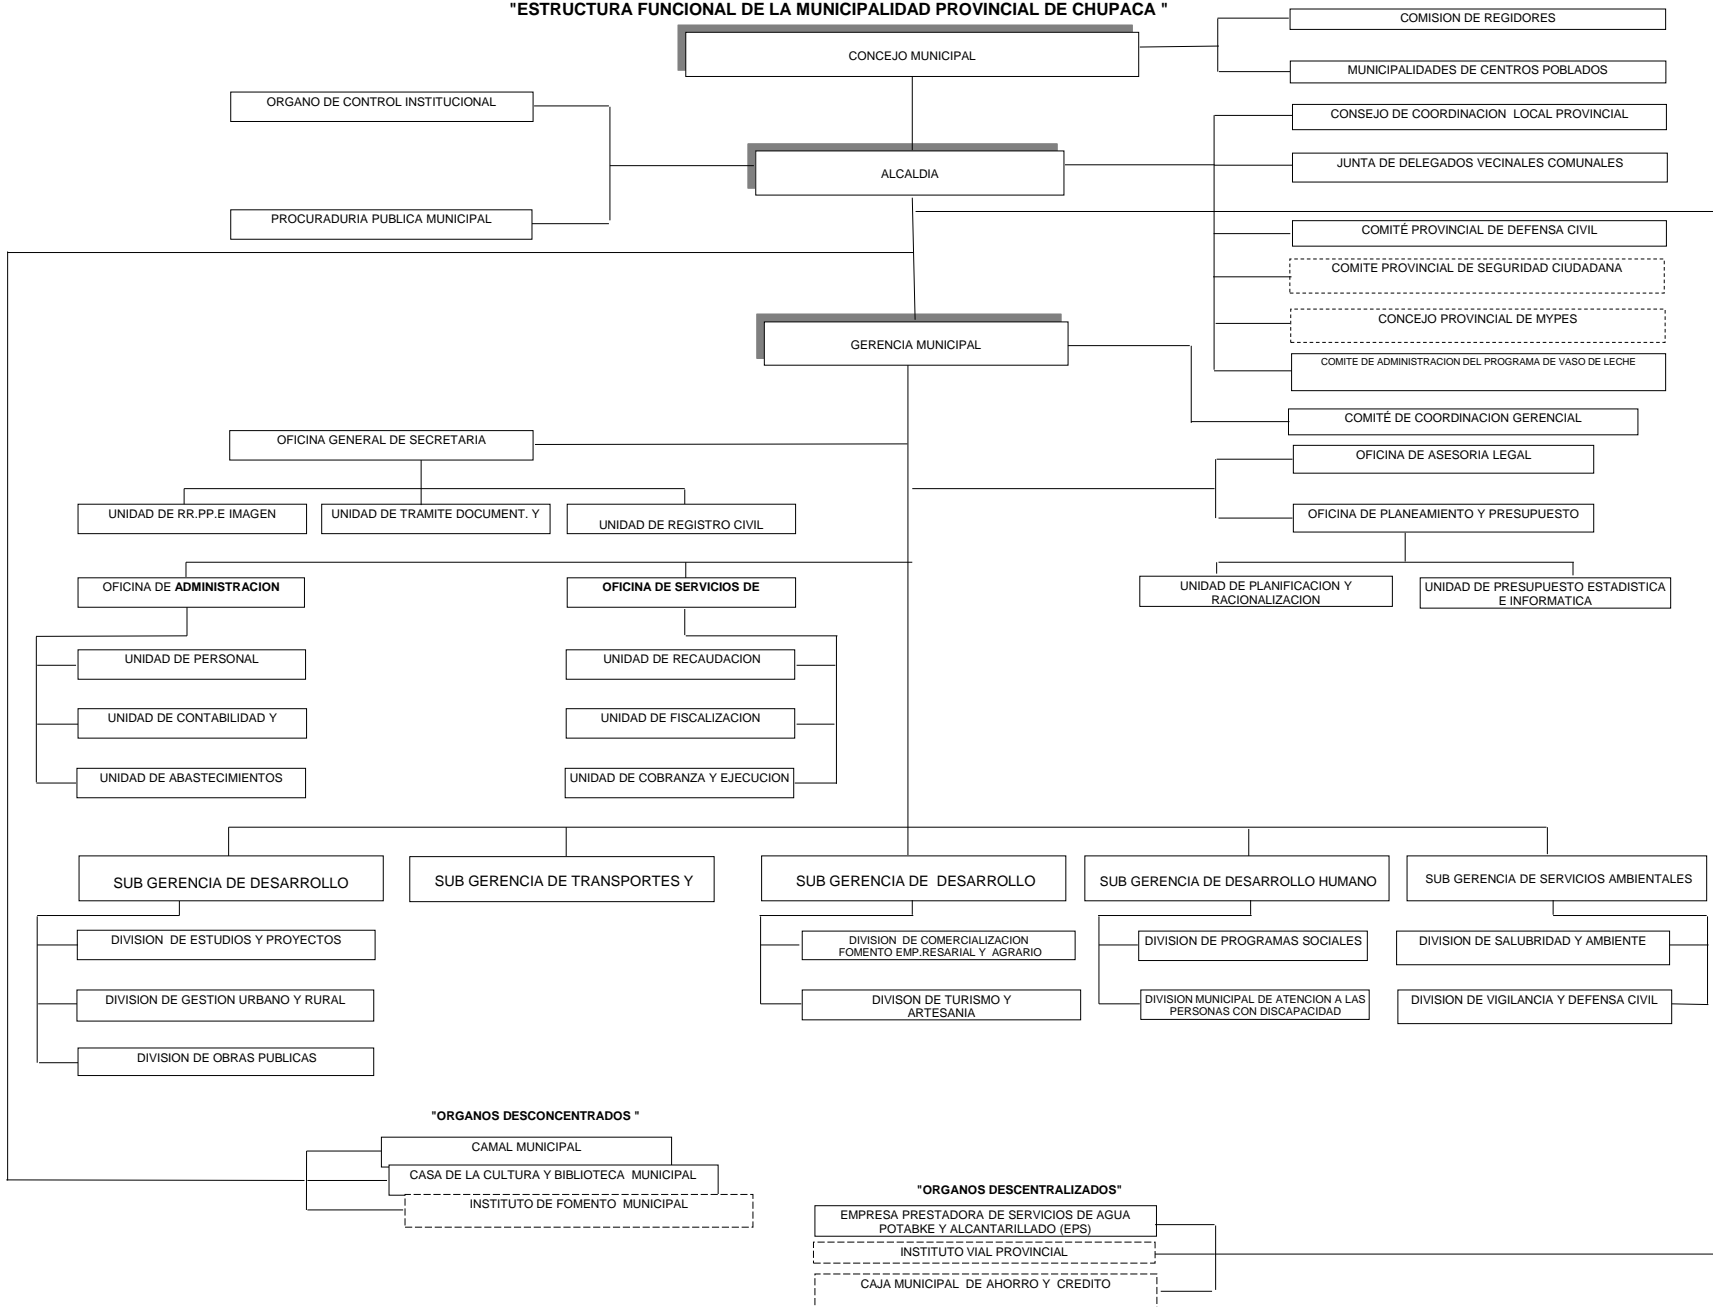 "ESTRUCTURA FUNCIONAL DE LA MUNICIPALIDAD PROVINCIAL DE CHUPACA "
COMISION DE REGIDORES
CONCEJO MUNICIPAL
MUNICIPALIDADES DE CENTROS POBLADOS
ORGANO DE CONTROL INSTITUCIONAL
CONSEJO DE COORDINACION LOCAL PROVINCIAL
JUNTA DE DELEGADOS VECINALES COMUNALES
ALCALDIA
PROCURADURIA PUBLICA MUNICIPAL
COMITÉ PROVINCIAL DE DEFENSA CIVIL
COMITE PROVINCIAL DE SEGURIDAD CIUDADANA
CONCEJO PROVINCIAL DE MYPES
GERENCIA MUNICIPAL
COMITE DE ADMINISTRACION DEL PROGRAMA DE VASO DE LECHE
COMITÉ DE COORDINACION GERENCIAL
OFICINA GENERAL DE SECRETARIA
OFICINA DE ASESORIA LEGAL
UNIDAD DE RR.PP.E IMAGEN
UNIDAD DE TRAMITE DOCUMENT. Y
UNIDAD DE REGISTRO CIVIL
OFICINA DE PLANEAMIENTO Y PRESUPUESTO
OFICINA DE ADMINISTRACION
OFICINA DE SERVICIOS DE
UNIDAD DE PLANIFICACION Y
RACIONALIZACION
UNIDAD DE PRESUPUESTO ESTADISTICA
E INFORMATICA
UNIDAD DE PERSONAL
UNIDAD DE RECAUDACION
UNIDAD DE CONTABILIDAD Y
UNIDAD DE FISCALIZACION
UNIDAD DE ABASTECIMIENTOS
UNIDAD DE COBRANZA Y EJECUCION
SUB GERENCIA DE DESARROLLO
SUB GERENCIA DE TRANSPORTES Y
SUB GERENCIA DE DESARROLLO
SUB GERENCIA DE DESARROLLO HUMANO
SUB GERENCIA DE SERVICIOS AMBIENTALES
DIVISION DE ESTUDIOS Y PROYECTOS
DIVISION DE COMERCIALIZACION
FOMENTO EMP.RESARIAL Y AGRARIO
DIVISION DE PROGRAMAS SOCIALES
DIVISION DE SALUBRIDAD Y AMBIENTE
DIVISION DE GESTION URBANO Y RURAL
DIVISON DE TURISMO Y
ARTESANIA
DIVISION MUNICIPAL DE ATENCION A LAS
PERSONAS CON DISCAPACIDAD
DIVISION DE VIGILANCIA Y DEFENSA CIVIL
DIVISION DE OBRAS PUBLICAS
"ORGANOS DESCONCENTRADOS "
CAMAL MUNICIPAL
CASA DE LA CULTURA Y BIBLIOTECA MUNICIPAL
INSTITUTO DE FOMENTO MUNICIPAL
"ORGANOS DESCENTRALIZADOS"
EMPRESA PRESTADORA DE SERVICIOS DE AGUA
POTABKE Y ALCANTARILLADO (EPS)
INSTITUTO VIAL PROVINCIAL
CAJA MUNICIPAL DE AHORRO Y CREDITO